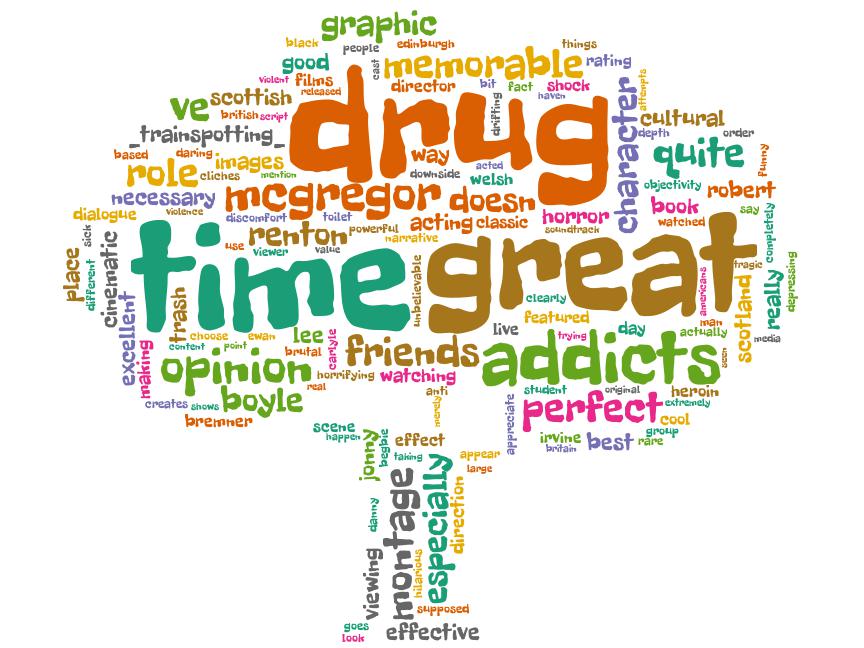 graphic
black
people
edinburgh
things
good
cast
memorable
rating
violent
films
released
director
bit
fact
shock
haven
attempts
ve
scottish
british
script
drug
drifting
character
cultural
depth
order
_trainspotting_
way
quite
based
daring
images
role
cliches
mention
downside
acted
welsh
objectivity
robert
funny
necessary
mcgregor
doesn
book
dialogue
violence
discomfort
toilet
acting
classic
horror
watched
say
completely
sick
cinematic
renton
powerful
soundtrack
narrative
use
viewer
value
time
great
place
different
unbelievable
americans
tragic
really
depressing
excellent
trash
clearly
featured
scotland
man
media
choose
ewan
lee
carlyle
live
trying
day
actually
seen
making
content
point
brutal
friends
addicts
opinion
horrifying
watching
real
anti
student
original
heroin
creates
shows
boyle
merely
appreciate
perfect
extremely
cool
bremner
scene
happen
effect
group
irvine
britain
best
rare
jonny
begbie
taking
appear
large
montage
especially
direction
danny
viewing
hilarious
supposed
goes
look
effective